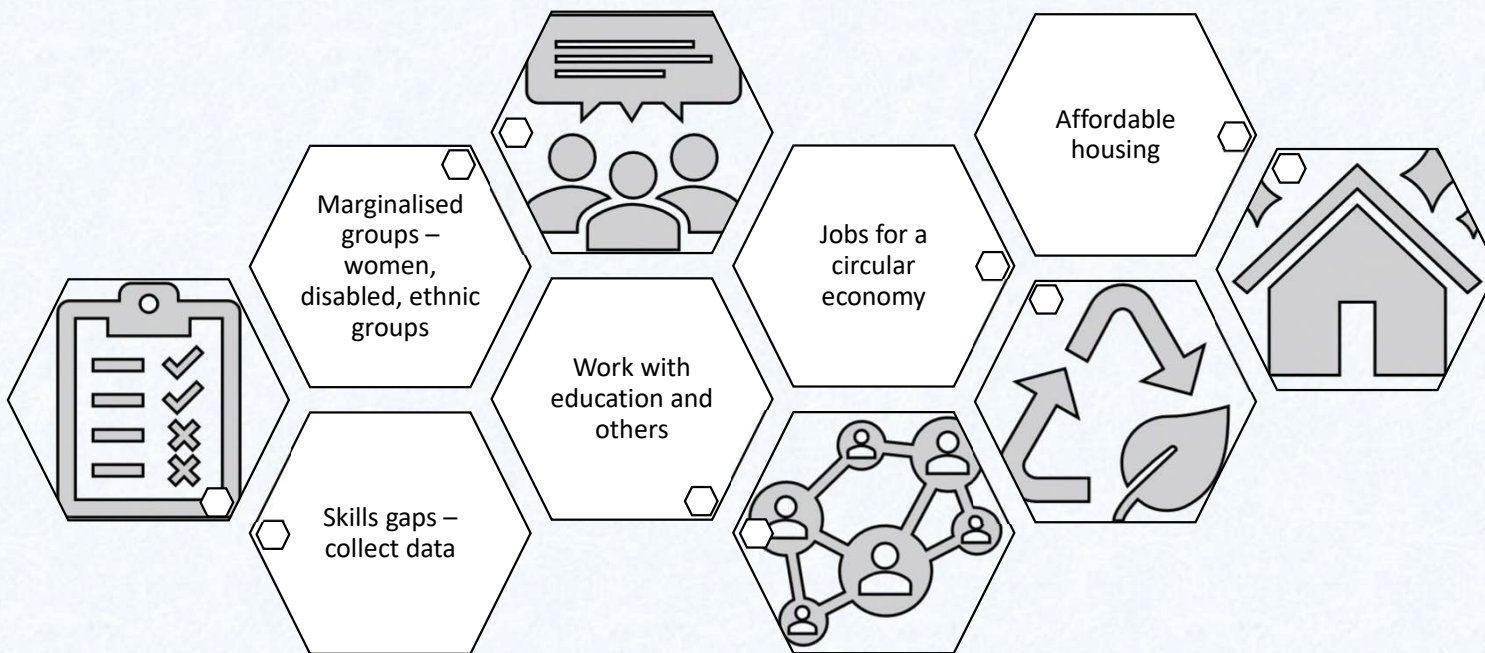 Marginalised
groups –
women,
disabled, ethnic
groups
Skills gaps –
collect data
Work with
education and
others
Jobs for a
circular
economy
Affordable
housing